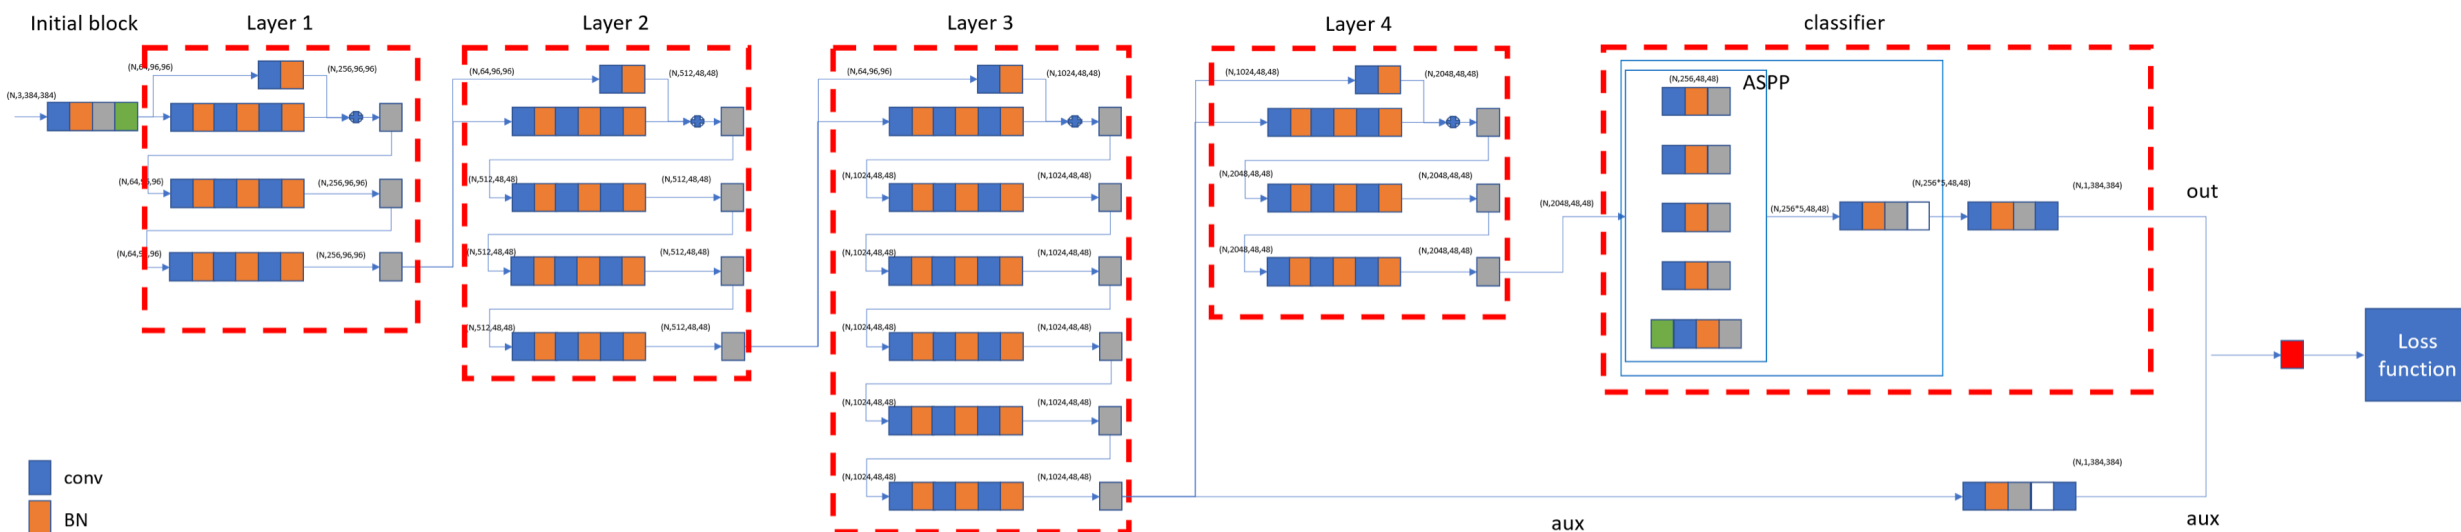 Initial block
Layer 1
Layer 2
Layer 3
Layer 4
classifier
(N,3,384,384)
(N,64,96,96)
(N,256,96,96)
(N,64,96,96)
(N,256,96,96)
(N,64,96,96)
(N,256,96,96)
(N,64,96,96)
(N,512,48,48)
(N,512,48,48)
(N,512,48,48)
(N,512,48,48)
(N,512,48,48)
(N,512,48,48)
(N,512,48,48)
(N,64,96,96)
(N,1024,48,48)
(N,1024,48,48)
(N,1024,48,48)
(N,1024,48,48)
(N,1024,48,48)
(N,1024,48,48)
(N,1024,48,48)
(N,1024,48,48)
(N,1024,48,48)
(N,1024,48,48)
(N,1024,48,48)
(N,1024,48,48)
(N,2048,48,48)
(N,2048,48,48)
(N,2048,48,48)
(N,2048,48,48)
(N,2048,48,48)
(N,2048,48,48)
(N,256,48,48)
ASPP
(N,256*5,48,48)
(N,256*5,48,48)
(N,1,384,384)
out
Loss
function
(N,1,384,384)
aux
aux
conv
BN